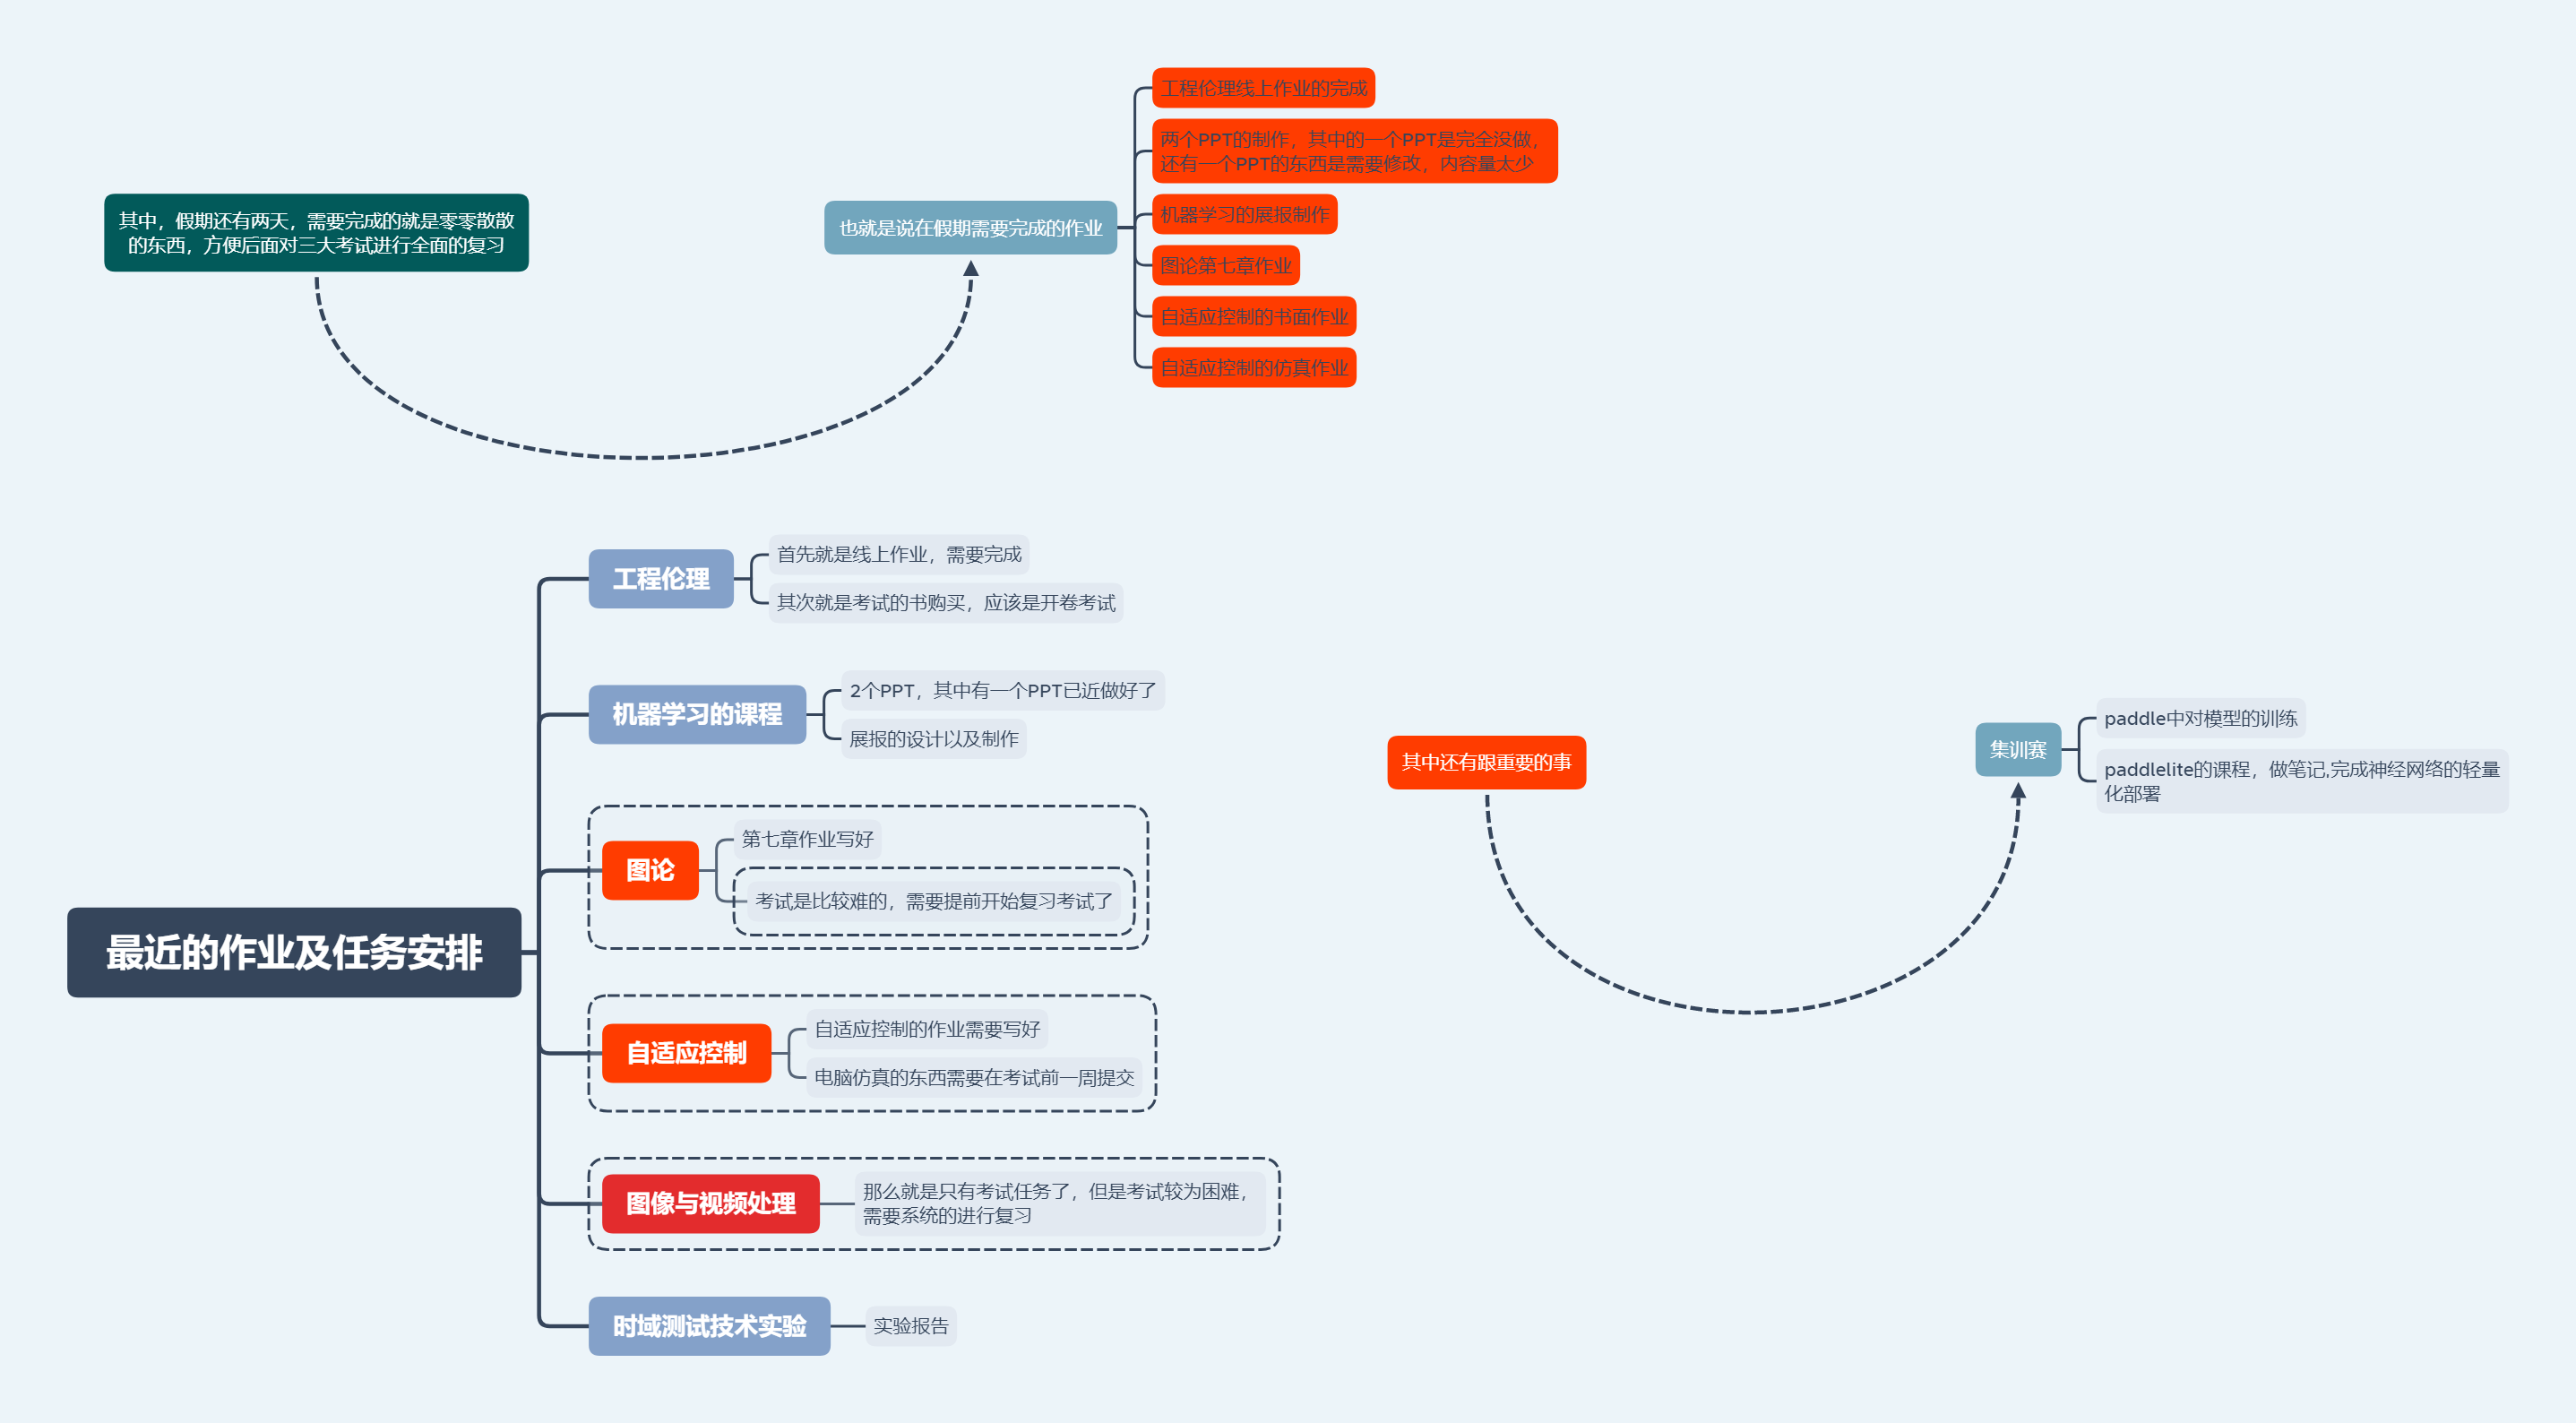 工程伦理线上作业的完成
两个PPT的制作，其中的一个PPT是完全没做，
还有一个PPT的东西是需要修改，内容量太少
其中，假期还有两天，需要完成的就是零零散散
的东西，方便后面对三大考试进行全面的复习
也就是说在假期需要完成的作业
机器学习的展报制作
图论第七章作业
自适应控制的书面作业
自适应控制的仿真作业
最近的作业及任务安排
工程伦理
首先就是线上作业，需要完成
其次就是考试的书购买，应该是开卷考试
机器学习的课程
2个PPT，其中有一个PPT已近做好了
展报的设计以及制作
图论
第七章作业写好
考试是比较难的，需要提前开始复习考试了
自适应控制
自适应控制的作业需要写好
电脑仿真的东西需要在考试前一周提交
图像与视频处理
那么就是只有考试任务了，但是考试较为困难，
需要系统的进行复习
时域测试技术实验
实验报告
其中还有跟重要的事
集训赛
paddle中对模型的训练
paddlelite的课程，做笔记,完成神经网络的轻量
化部署